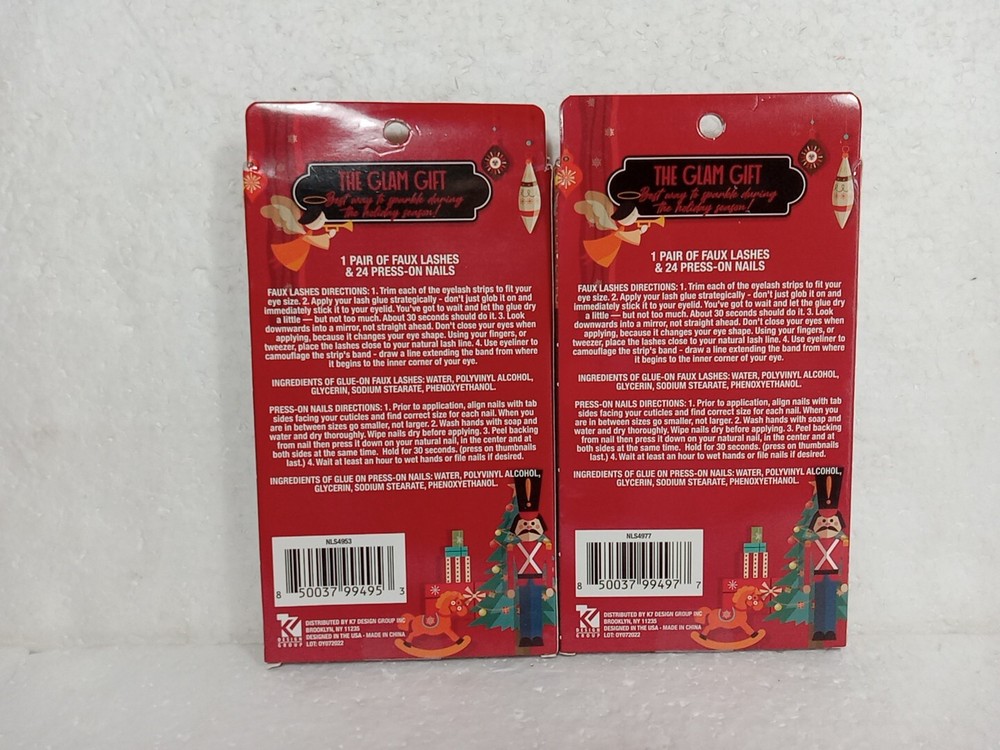 THE GLAM GIFT
Best way to sparkle during
the holiday season!
1 PAIR OF FAUX LASHES
& 24 PRESS-ON NAILS
FAUX LASHES DIRECTIONS: 1. Trim each of the eyelash strips to fit your
eye size. 2. Apply your lash glue strategically - don't just glob it on and
immediately stick it to your eyelid. You've got to wait and let the glue dry
a little — but not too much. About 30 seconds should do it. 3. Look
downwards into a mirror, not straight ahead. Don't close your eyes when
applying, because it changes your eye shape. Using your fingers, or
tweezer, place the lashes close to your natural lash line. 4. Use eyeliner to
camouflage the strip's band - draw a line extending the band from where
it begins to the inner corner of your eye.
INGREDIENTS OF GLUE-ON FAUX LASHES: WATER, POLYVINYL ALCOHOL,
GLYCERIN, SODIUM STEARATE, PHENOXYETHANOL.
PRESS-ON NAILS DIRECTIONS: 1. Prior to application, align nails with tab
sides facing your cuticles and find correct size for each nail. When you
are in between sizes go smaller, not larger. 2. Wash hands with soap and
water and dry thoroughly. Wipe nails dry before applying. 3. Peel backing
from nail then press it down on your natural nail, in the center and at
both sides at the same time. Hold for 30 seconds. (press on thumbnails
last.) 4. Wait at least an hour to wet hands or file nails if desired.
INGREDIENTS OF GLUE ON PRESS-ON NAILS: WATER, POLYVINYL ALCOHOL,
GLYCERIN, SODIUM STEARATE, PHENOXYETHANOL.
NLS4953
8 50037 99495 3
K7
DESIGN
GROUP
DISTRIBUTED BY K7 DESIGN GROUP INC
BROOKLYN, NY 11235
DESIGNED IN THE USA - MADE IN CHINA
LOT: OY072022
THE GLAM GIFT
Best way to sparkle during
the holiday season!
1 PAIR OF FAUX LASHES
& 24 PRESS-ON NAILS
FAUX LASHES DIRECTIONS: 1. Trim each of the eyelash strips to fit your
eye size. 2. Apply your lash glue strategically - don't just glob it on and
immediately stick it to your eyelid. You've got to wait and let the glue dry
a little — but not too much. About 30 seconds should do it. 3. Look
downwards into a mirror, not straight ahead. Don't close your eyes when
applying, because it changes your eye shape. Using your fingers, or
tweezer, place the lashes close to your natural lash line. 4. Use eyeliner to
camouflage the strip's band - draw a line extending the band from where
it begins to the inner corner of your eye.
INGREDIENTS OF GLUE-ON FAUX LASHES: WATER, POLYVINYL ALCOHOL,
GLYCERIN, SODIUM STEARATE, PHENOXYETHANOL.
PRESS-ON NAILS DIRECTIONS: 1. Prior to application, align nails with tab
sides facing your cuticles and find correct size for each nail. When you
are in between sizes go smaller, not larger. 2. Wash hands with soap and
water and dry thoroughly. Wipe nails dry before applying. 3. Peel backing
from nail then press it down on your natural nail, in the center and at
both sides at the same time. Hold for 30 seconds. (press on thumbnails
last.) 4. Wait at least an hour to wet hands or file nails if desired.
INGREDIENTS OF GLUE ON PRESS-ON NAILS: WATER, POLYVINYL ALCOHOL,
GLYCERIN, SODIUM STEARATE, PHENOXYETHANOL.
NLS4977
8 50037 99497 7
K7
DESIGN
GROUP
DISTRIBUTED BY K7 DESIGN GROUP INC
BROOKLYN, NY 11235
DESIGNED IN THE USA - MADE IN CHINA
LOT: OY072022